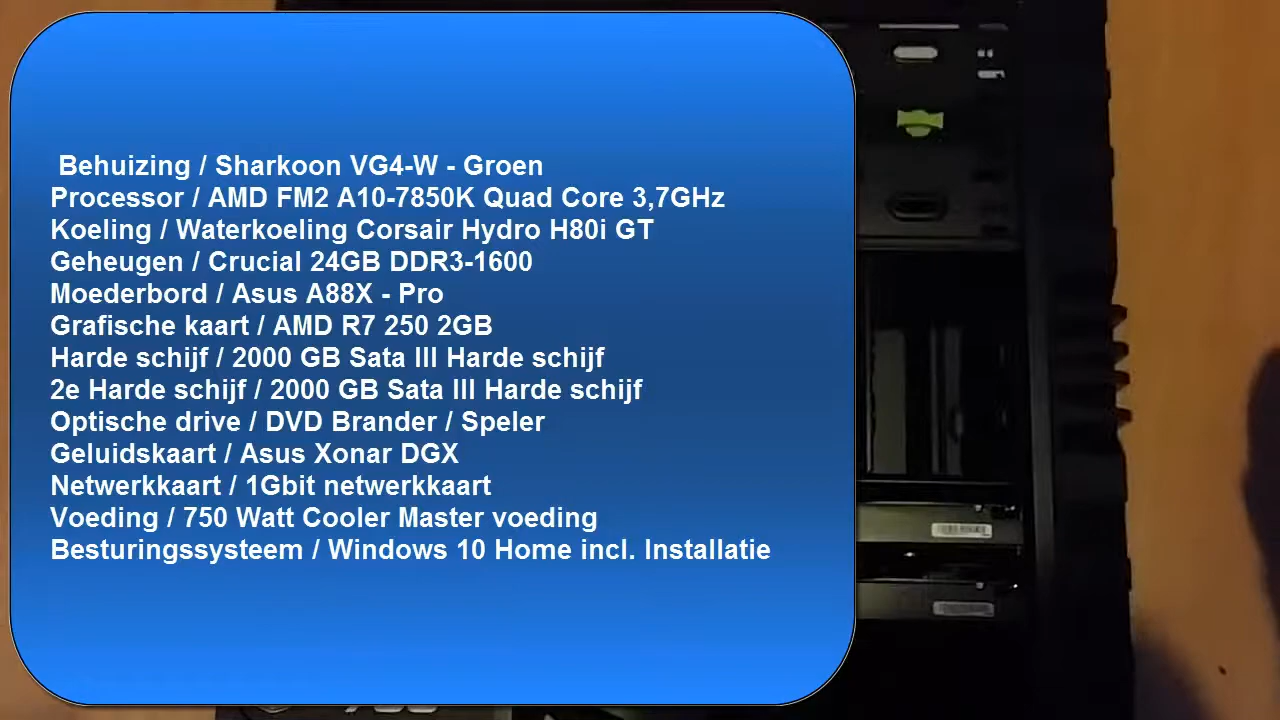 Behuizing / Sharkoon VG4-W - Groen
Processor / AMD FM2 A10-7850K Quad Core 3,7GHz
Koeling / Waterkoeling Corsair Hydro H80i GT
Geheugen / Crucial 24GB DDR3-1600
Moederbord / Asus A88X - Pro
Grafische kaart / AMD R7 250 2GB
Harde schijf / 2000 GB Sata III Harde schijf
2e Harde schijf / 2000 GB Sata III Harde schijf
Optische drive / DVD Brander / Speler
Geluidskaart / Asus Xonar DGX
Netwerkkaart / 1Gbit netwerkkaart
Voeding / 750 Watt Cooler Master voeding
Besturingssysteem / Windows 10 Home incl. Installatie